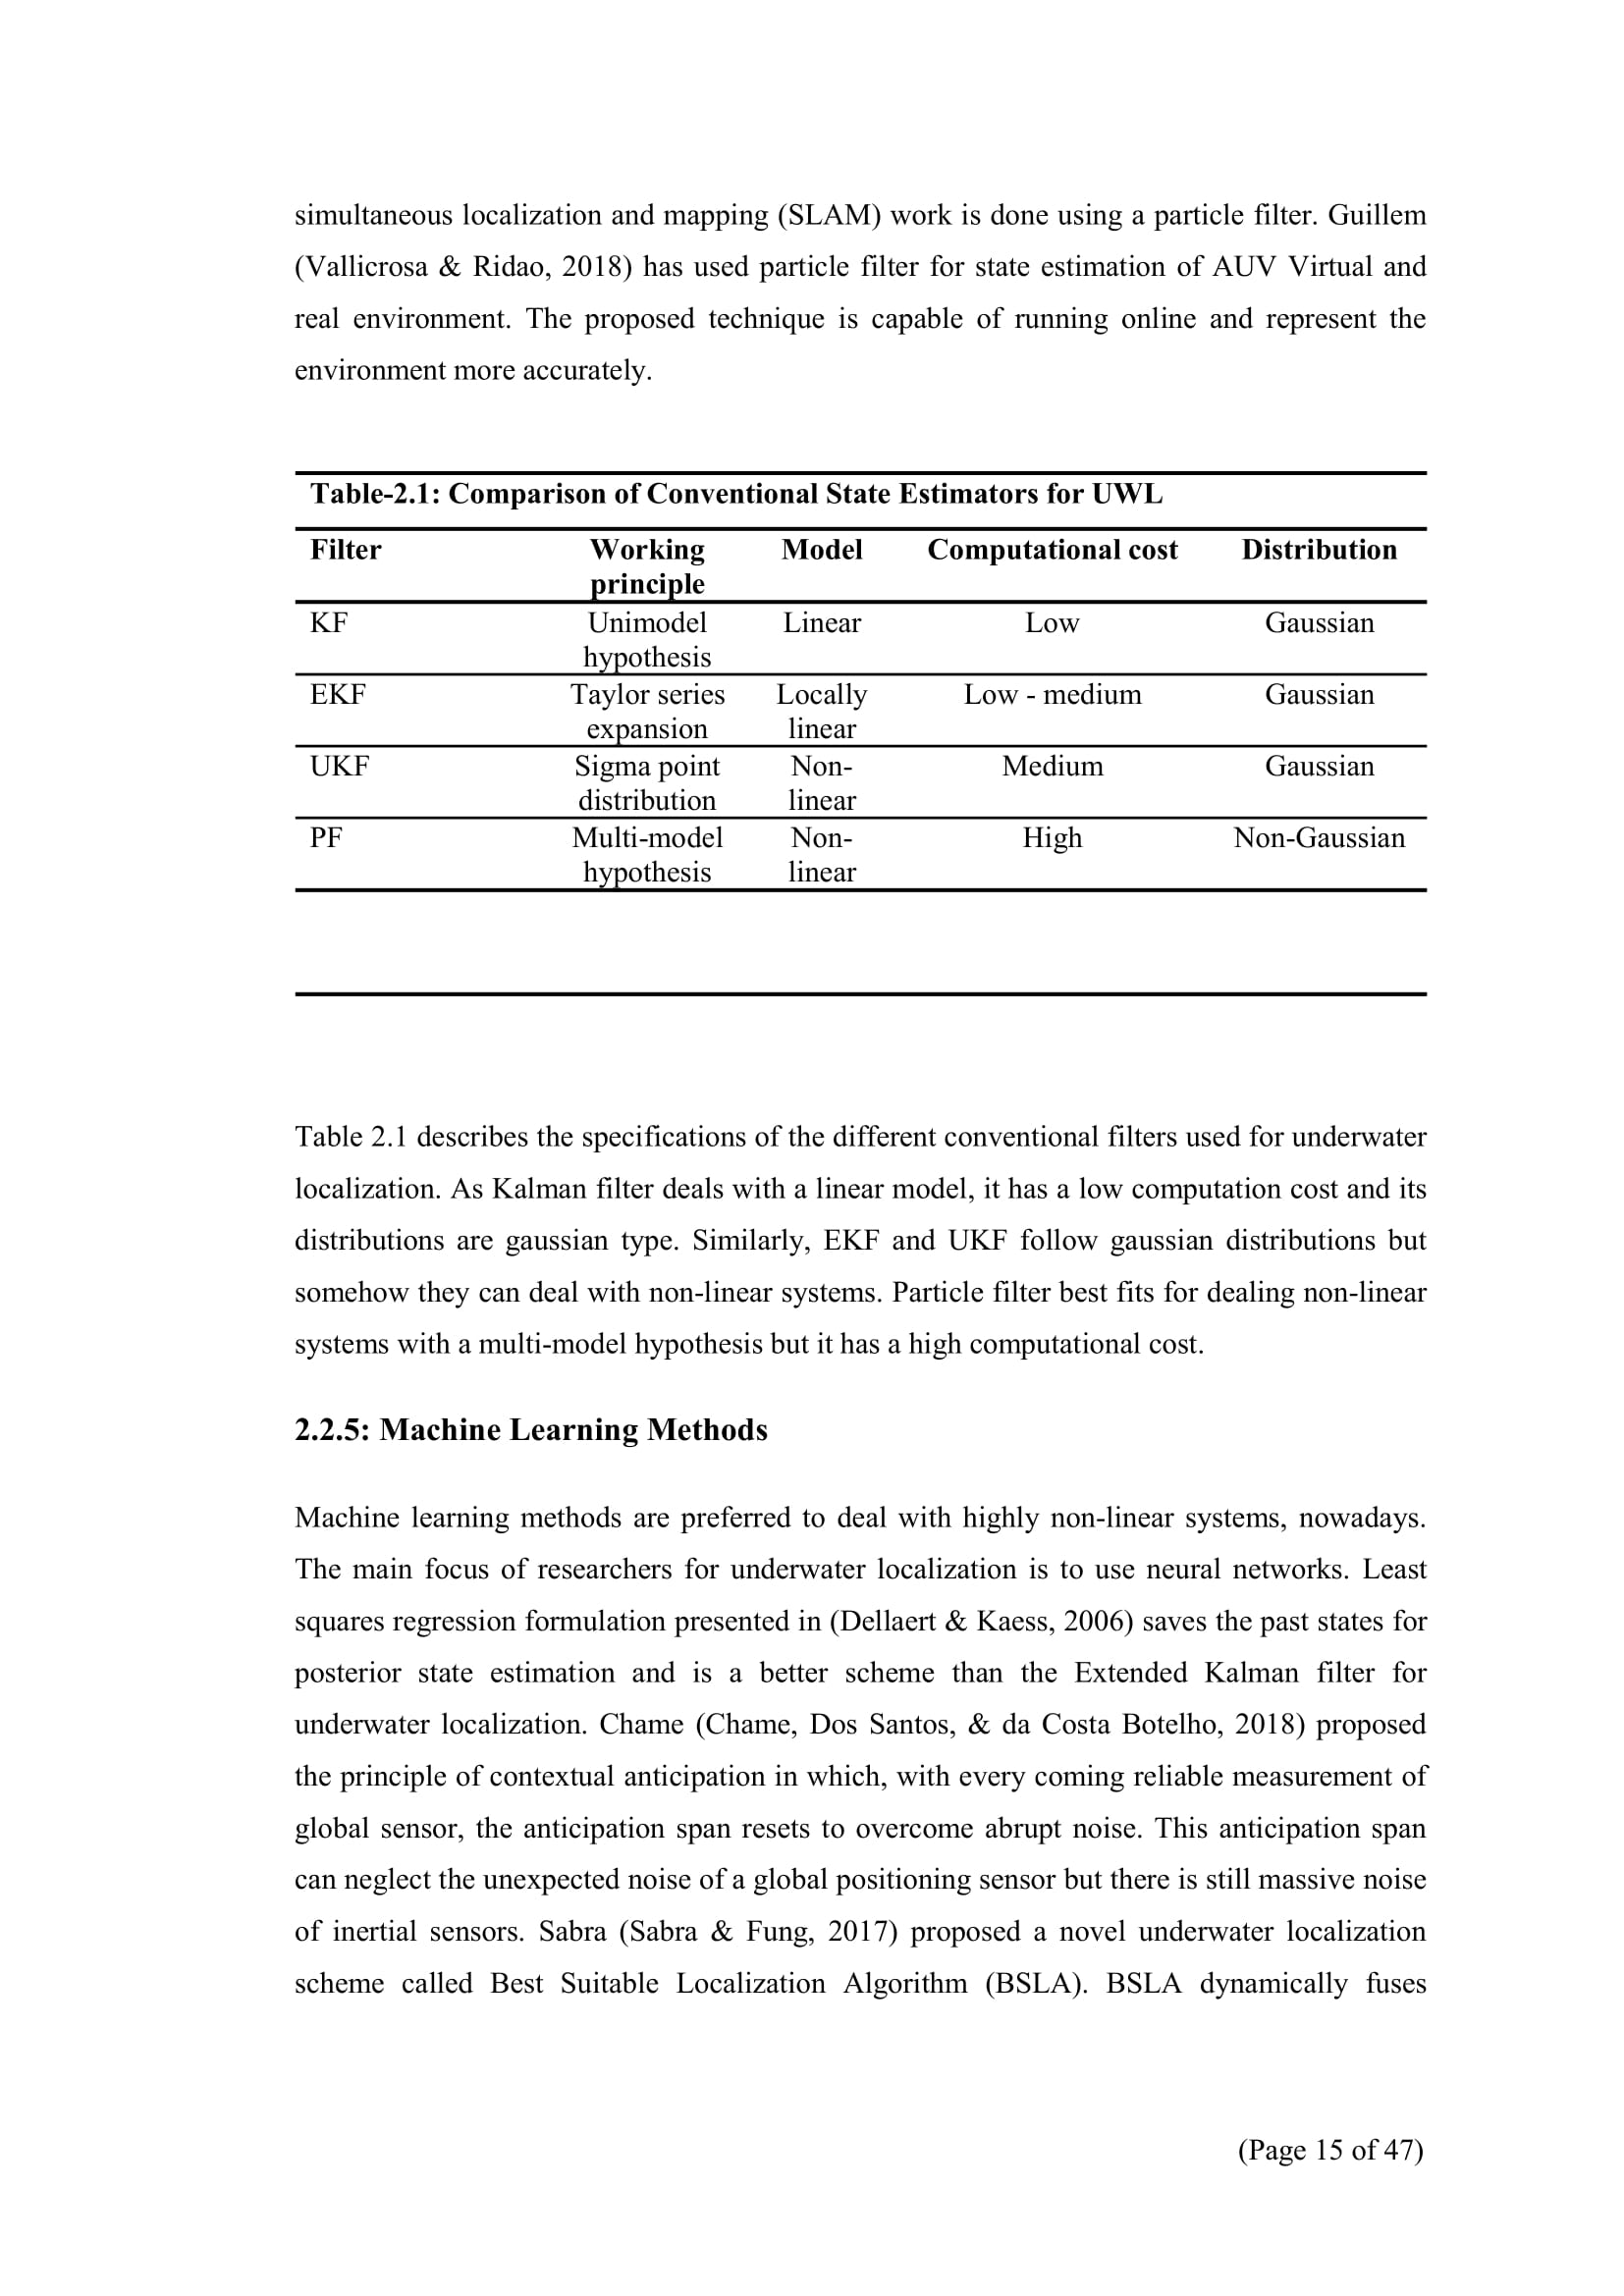 simultaneous localization and mapping (SLAM) work is done using a particle filter. Guillem
(Vallicrosa & Ridao, 2018) has used particle filter for state estimation of AUV Virtual and
real environment. The proposed technique is capable of running online and represent the
environment more accurately.
Table-2.1: Comparison of Conventional State Estimators for UWL
Filter Working Model Computational cost Distribution
principle
KF Unimodel Linear Low Gaussian
hypothesis
EKF Taylor series Locally Low - medium Gaussian
expansion linear
UKF Sigma point Non- Medium Gaussian
distribution linear
PF Multi-model Non- High Non-Gaussian
hypothesis linear
Table 2.1 describes the specifications of the different conventional filters used for underwater
localization. As Kalman filter deals with a linear model, it has a low computation cost and its
distributions are gaussian type. Similarly, EKF and UKF follow gaussian distributions but
somehow they can deal with non-linear systems. Particle filter best fits for dealing non-linear
systems with a multi-model hypothesis but it has a high computational cost.
2.2.5: Machine Learning Methods
Machine learning methods are preferred to deal with highly non-linear systems, nowadays.
The main focus of researchers for underwater localization is to use neural networks. Least
squares regression formulation presented in (Dellaert & Kaess, 2006) saves the past states for
posterior state estimation and is a better scheme than the Extended Kalman filter for
underwater localization. Chame (Chame, Dos Santos, & da Costa Botelho, 2018) proposed
the principle of contextual anticipation in which, with every coming reliable measurement of
global sensor, the anticipation span resets to overcome abrupt noise. This anticipation span
can neglect the unexpected noise of a global positioning sensor but there is still massive noise
of inertial sensors. Sabra (Sabra & Fung, 2017) proposed a novel underwater localization
scheme called Best Suitable Localization Algorithm (BSLA). BSLA dynamically fuses
(Page 15 of 47)